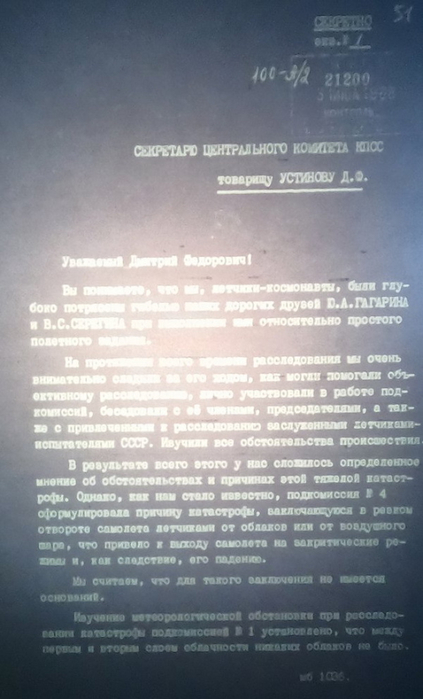 51
СЕКРЕТНО
экз.№ 1
21200
СЕКРЕТАРЮ ЦЕНТРАЛЬНОГО КОМИТЕТА КПСС
товарищу УСТИНОВУ Д.Ф.
Уважаемый Дмитрий Федорович!
Вы понимаете, что мы, летчики-космонавты, были глу-
боко потрясены гибелью наших дорогих друзей Ю.А.ГАГАРИНА
и В.С.СЕРЕГИНА при выполнении ими относительно простого
полетного задания.
На протяжении всего времени расследования мы очень
внимательно следили за его ходом, как могли помогали объ-
ективному расследованию, лично участвовали в работе под-
комиссий, беседовали с её членами, председателями, а так-
же с привлеченными к расследованию заслуженными летчиками-
испытателями СССР. Изучили все обстоятельства происшествия.
В результате всего этого у нас сложилось определенное
мнение об обстоятельствах и причинах этой тяжелой катаст-
рофы. Однако, как нам стало известно, подкомиссия № 4
сформулировала причину катастрофы, заключающуюся в резком
отвороте самолета летчиками от облаков или от воздушного
шара, что привело к выходу самолета на закритические ре-
жимы и, как следствие, его падению.
Мы считаем, что для такого заключения не имеется
оснований.
Изучение метеорологической обстановки при расследо-
вании катастрофы подкомиссией № 1 установлено, что между
первым и вторым слоем облачности никаких облаков не было.
мб 1036.